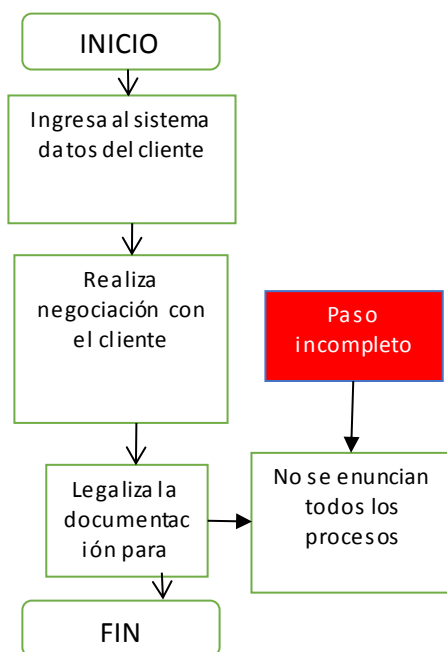 INICIO
Ingresa al sistema
datos del cliente
Realiza
negociación con
el cliente
Paso
incompleto
Legaliza la
documentac
ión para
No se enuncian
todos los
procesos
FIN